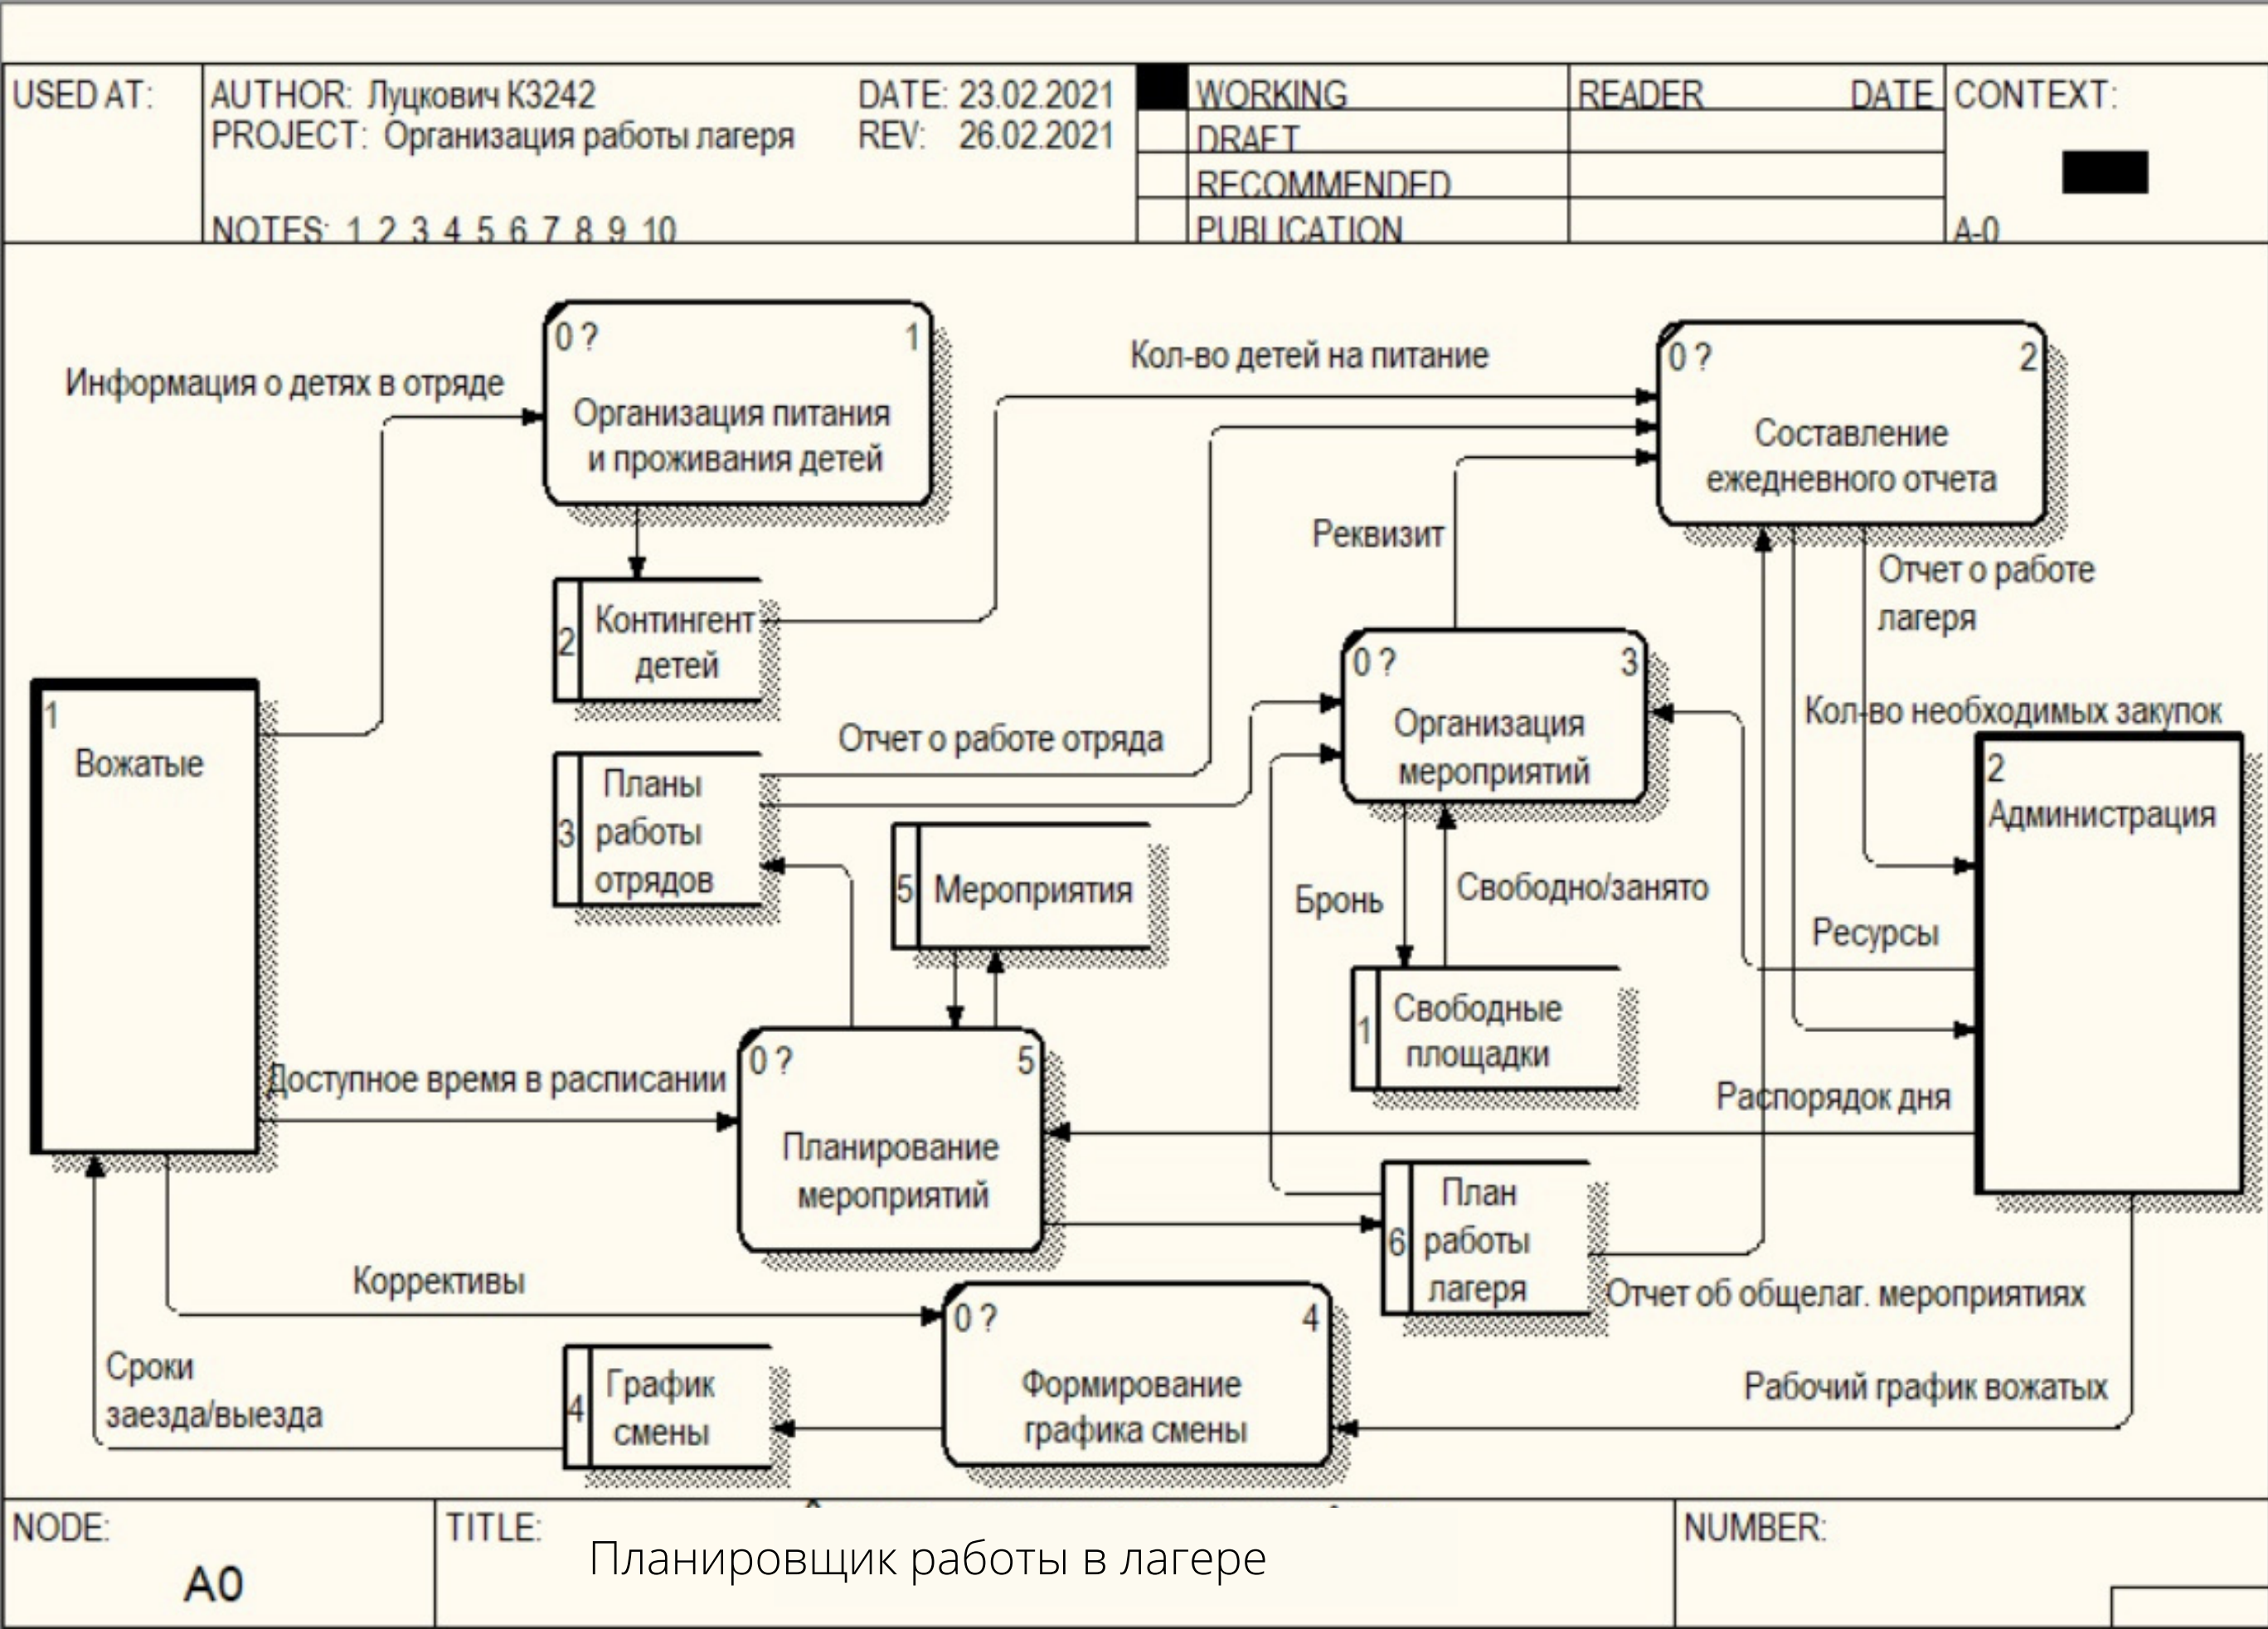 USED AT:
AUTHOR: Луцкович К3242
DATE: 23.02.2021
PROJECT: Организация работы лагеря
REV: 26.02.2021
NOTES: 1 2 3 4 5 6 7 8 9 10
WORKING
DRAFT
RECOMMENDED
PUBLICATION
READER DATE
CONTEXT:
A-0
0 ? 1
Организация питания
и проживания детей
Информация о детях в отряде
Кол-во детей на питание
0 ? 2
Составление
ежедневного отчета
Реквизит
Отчет о работе
лагеря
2
Контингент
детей
0 ? 3
Организация
мероприятий
Кол-во необходимых закупок
1
Вожатые
Отчет о работе отряда
3
Планы
работы
отрядов
2
Администрация
5
Мероприятия
Бронь
Свободно/занято
Ресурсы
1
Свободные
площадки
Доступное время в расписании
0 ? 5
Планирование
мероприятий
Распорядок дня
6
План
работы
лагеря
Отчет об общелаг. мероприятиях
Коррективы
0 ? 4
Формирование
графика смены
Сроки
заезда/выезда
4
График
смены
Рабочий график вожатых
NODE:
A0
TITLE:
Планировщик работы в лагере
NUMBER: